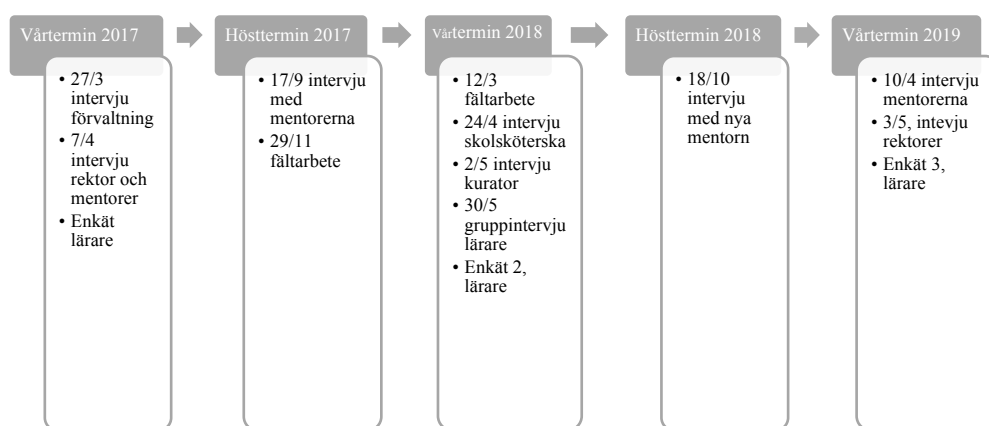 Vårtermin 2017
• 27/3
intervju
förvaltning
• 7/4
intervju
rektor och
mentorer
• Enkät
lärare
Hösttermin 2017
• 17/9 intervju
med
mentorerna
• 29/11
fältarbete
Vårtermin 2018
• 12/3
fältarbete
• 24/4 intervju
skolsköterska
• 2/5 intervju
kurator
• 30/5
gruppintervju
lärare
• Enkät 2,
lärare
Hösttermin 2018
• 18/10
intervju
med nya
mentorn
Vårtermin 2019
• 10/4 intervju
mentorerna
• 3/5, intevju
rektorer
• Enkät 3,
lärare